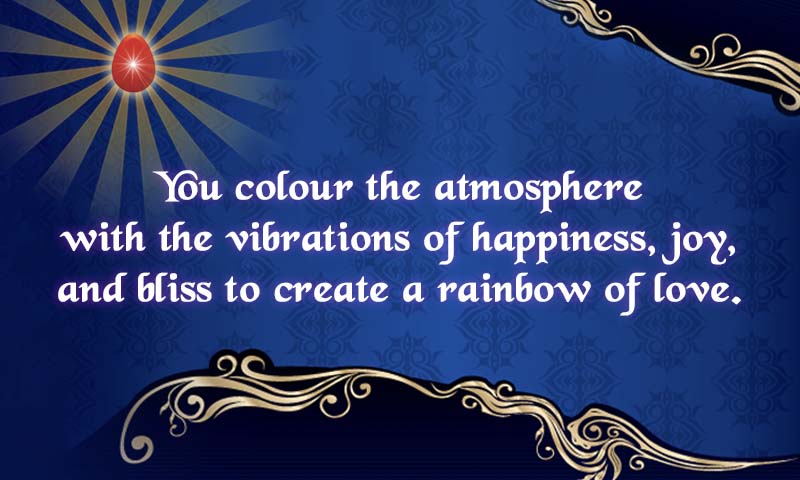 You colour the atmosphere
with the vibrations of happiness, joy,
and bliss to create a rainbow of love.